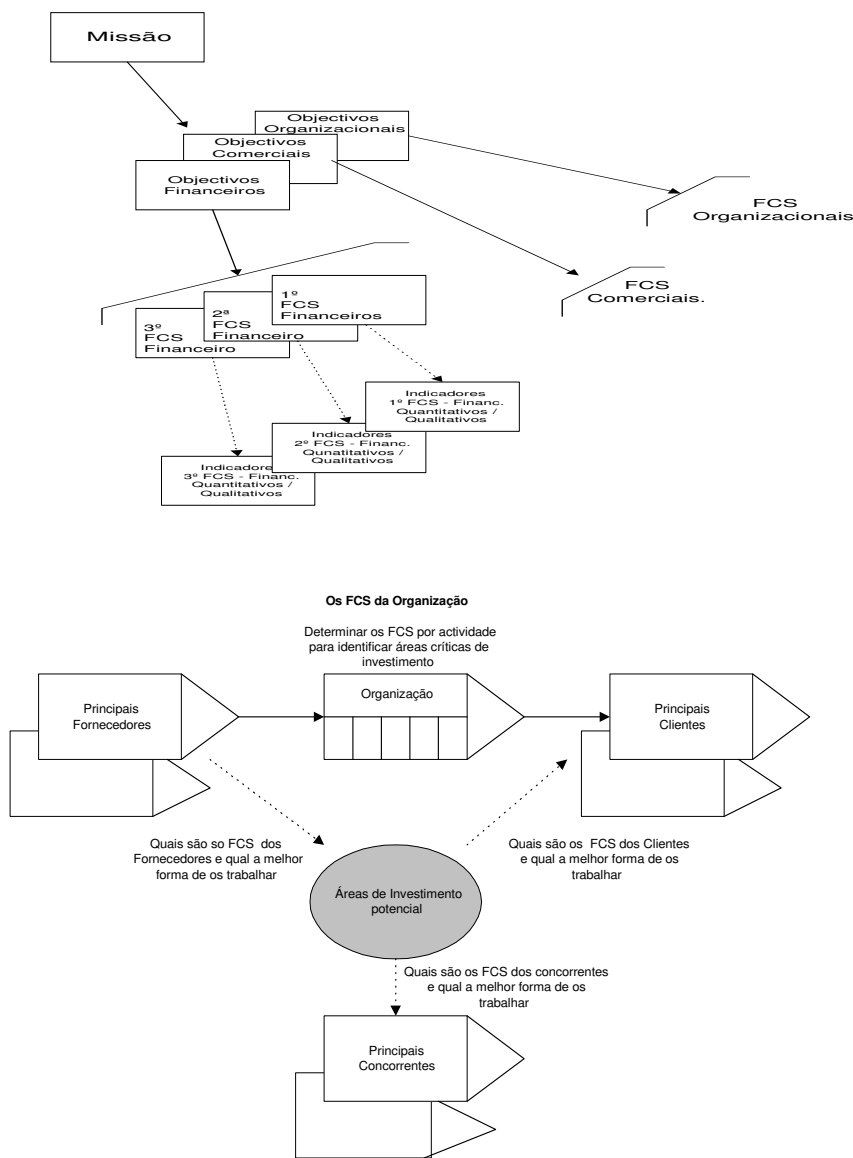 Missão
Objectivos
Organizacionais
Objectivos
Comerciais
Objectivos
Financeiros
FCS
Organizacionais
FCS
Comerciais.
1º
FCS
Financeiros
2ª
FCS
Financeiro
3º
FCS
Financeiro
Indicadores
1º FCS - Financ.
Quantitativos /
Qualitativos
Indicadores
2º FCS - Financ.
Qunatitativos /
Qualitativos
Indicadores
3º FCS - Financ.
Quantitativos /
Qualitativos
Os FCS da Organização
Determinar os FCS por actividade
para identificar áreas críticas de
investimento
Principais
Fornecedores
Organização
Principais
Clientes
Quais são so FCS dos
Fornecedores e qual a melhor
forma de os trabalhar
Quais são os FCS dos Clientes
e qual a melhor forma de os
trabalhar
Áreas de Investimento
potencial
Quais são os FCS dos concorrentes
e qual a melhor forma de os
trabalhar
Principais
Concorrentes